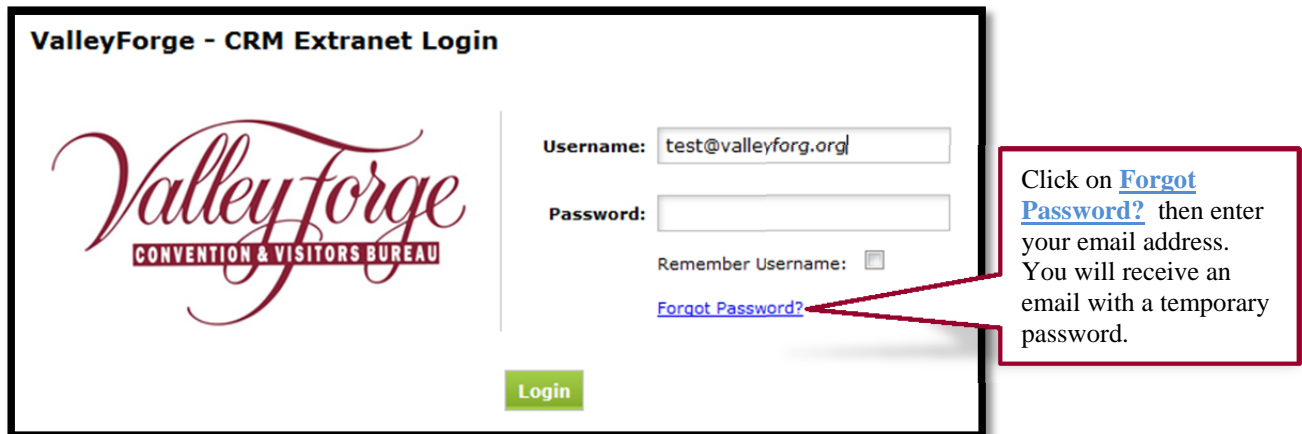 ValleyForge - CRM Extranet Login
Valley Forge
CONVENTION & VISITORS BUREAU
Username: test@valleyforg.org
Password:
Remember Username:
Forgot Password?
Login
Click on Forgot
Password? then enter
your email address.
You will receive an
email with a temporary
password.